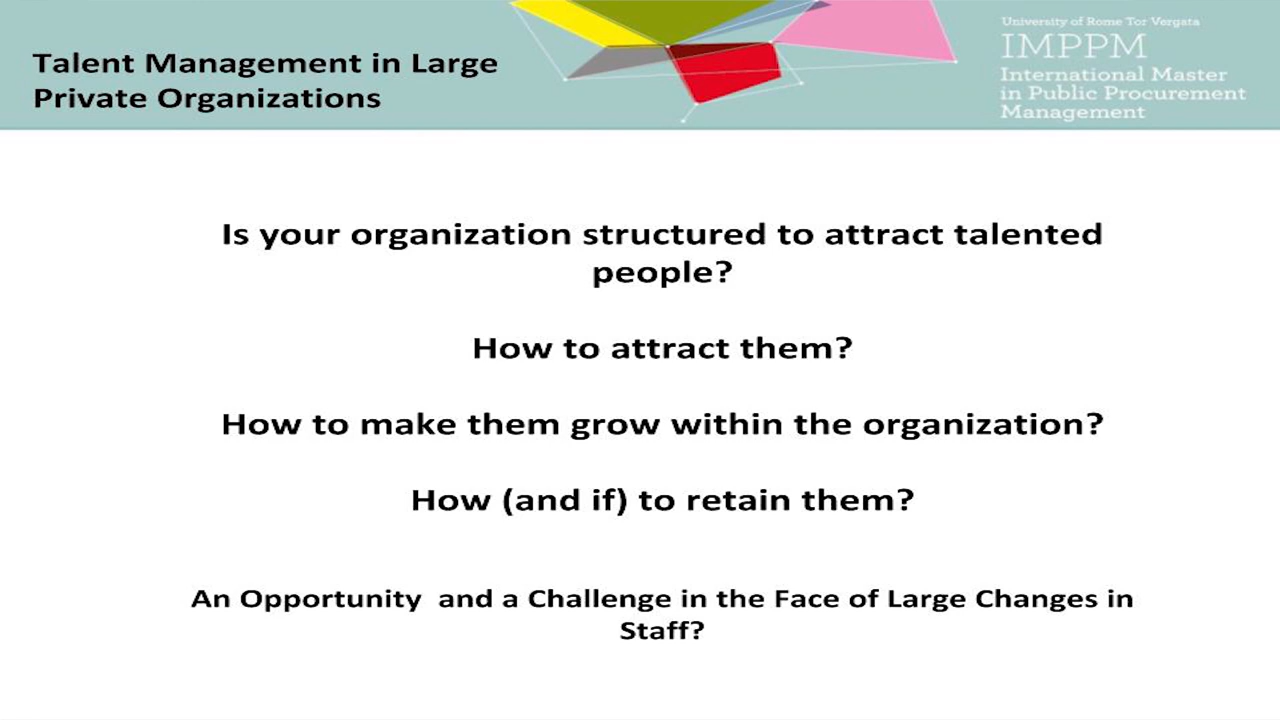 Talent Management in Large
Private Organizations
University of Rome Tor Vergata
IMPPM
International Master
in Public Procurement
Management
Is your organization structured to attract talented
people?
How to attract them?
How to make them grow within the organization?
How (and if) to retain them?
An Opportunity and a Challenge in the Face of Large Changes in
Staff?